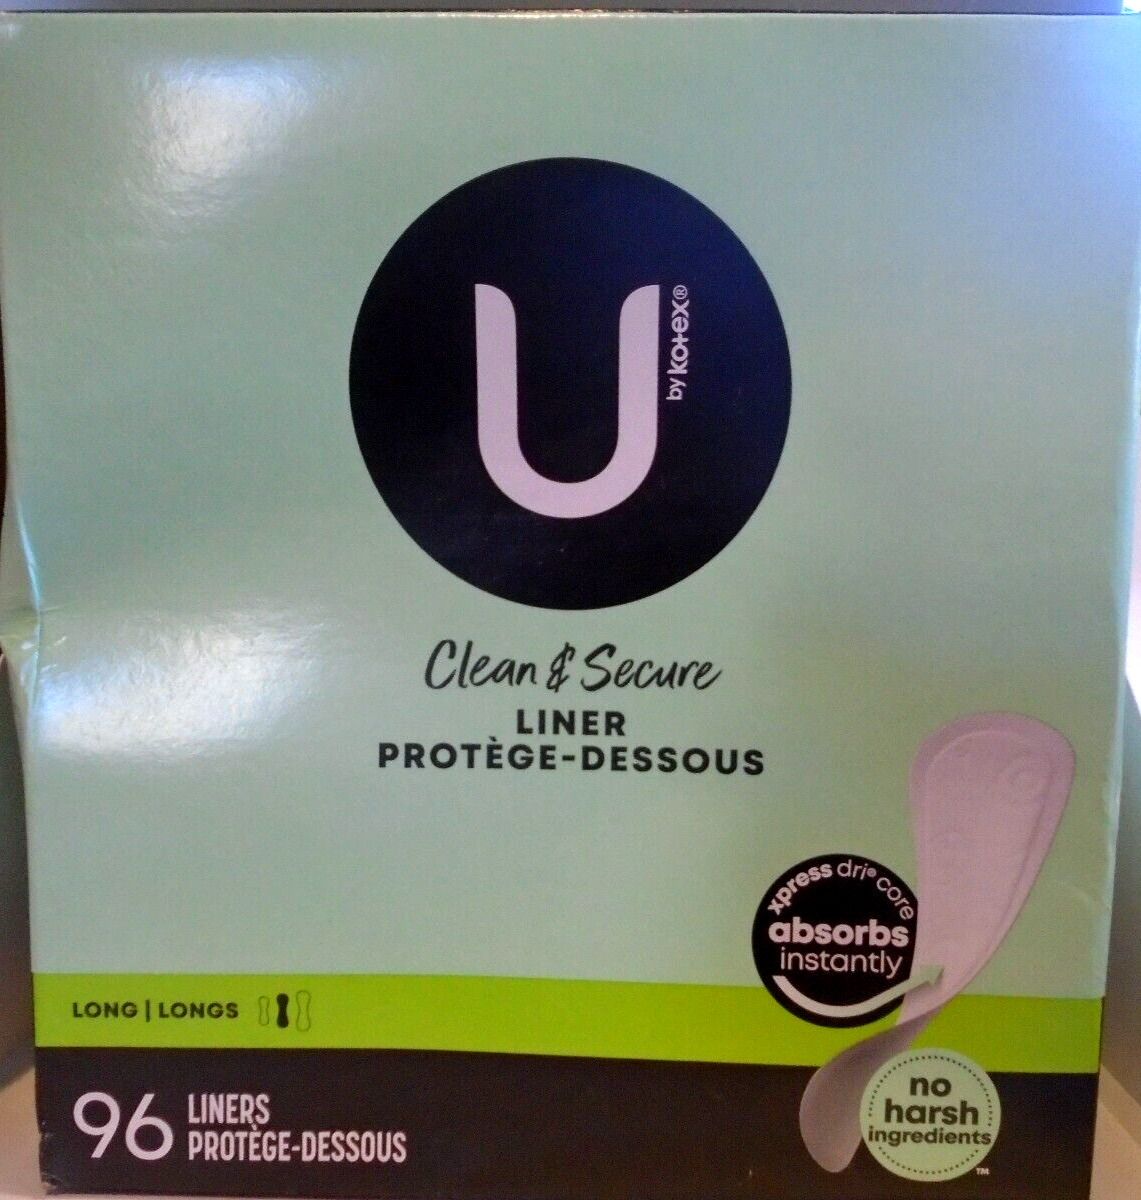 U
by kotex®
Clean & Secure
LINER
PROTÈGE-DESSOUS
xpress dri® core
absorbs
instantly
LONG | LONGS
96
LINERS
PROTÈGE-DESSOUS
no
harsh
ingredients
™